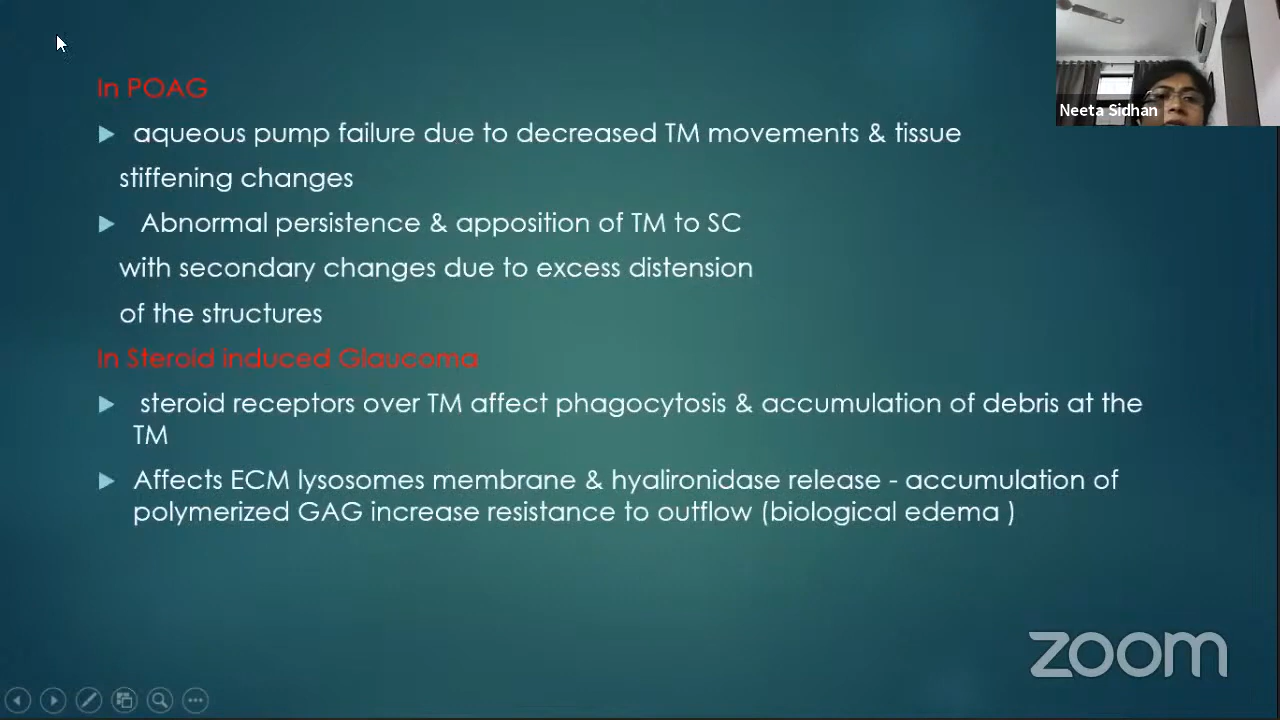 In POAG
aqueous pump failure due to decreased TM movements & tissue
stiffening changes
Abnormal persistence & apposition of TM to SC
with secondary changes due to excess distension
of the structures
In Steroid induced Glaucoma
steroid receptors over TM affect phagocytosis & accumulation of debris at the
TM
Affects ECM lysosomes membrane & hyalironidase release - accumulation of
polymerized GAG increase resistance to outflow (biological edema )
Neeta Sidhan
zoom